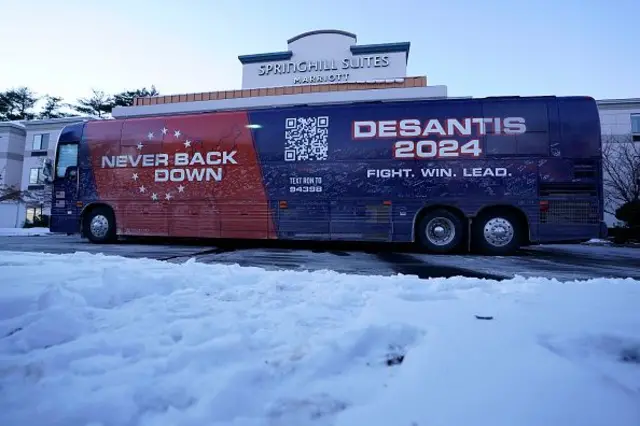 SPRINGHILL SUITES
MARRIOTT
NEVER BACK
DOWN
TEXT RON TO
94398
DESANTIS
2024
FIGHT. WIN. LEAD.